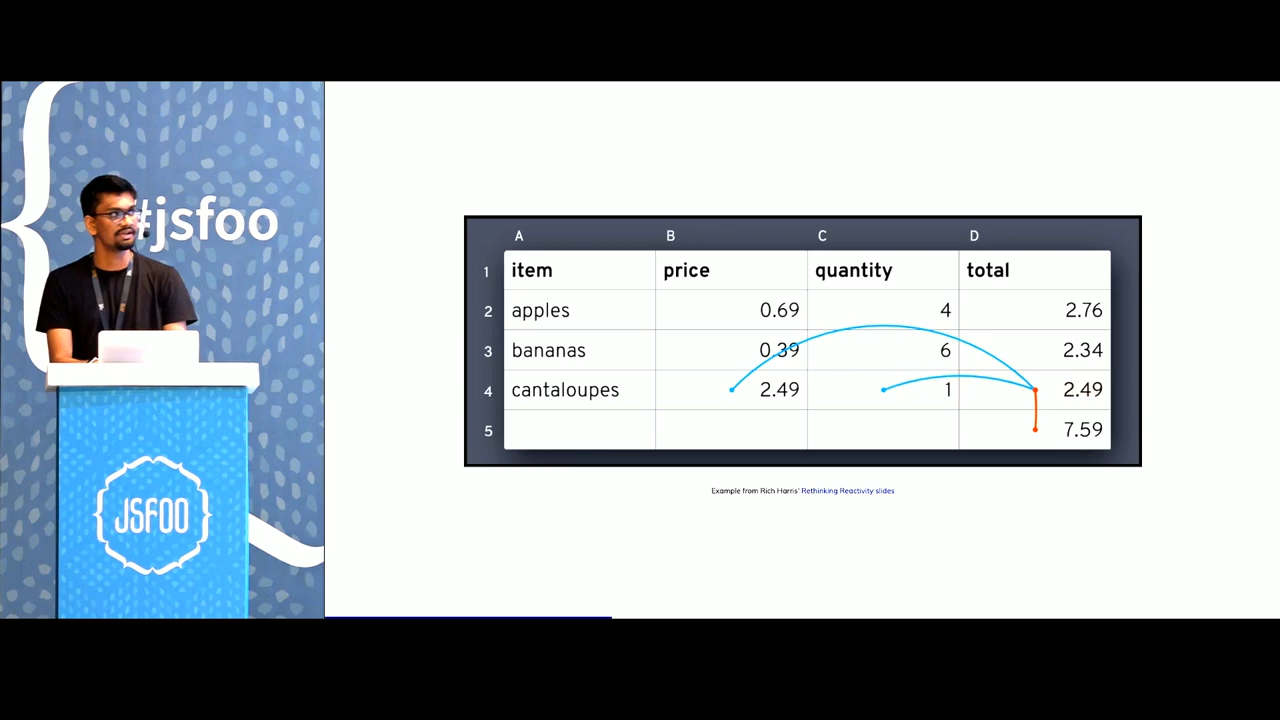 #jsfoo
JSFOO
A B C D
1 item price quantity total
2 apples 0.69 4 2.76
3 bananas 0.39 6 2.34
4 cantaloupes 2.49 1 2.49
5 7.59
Example from Rich Harris' Rethinking Reactivity slides